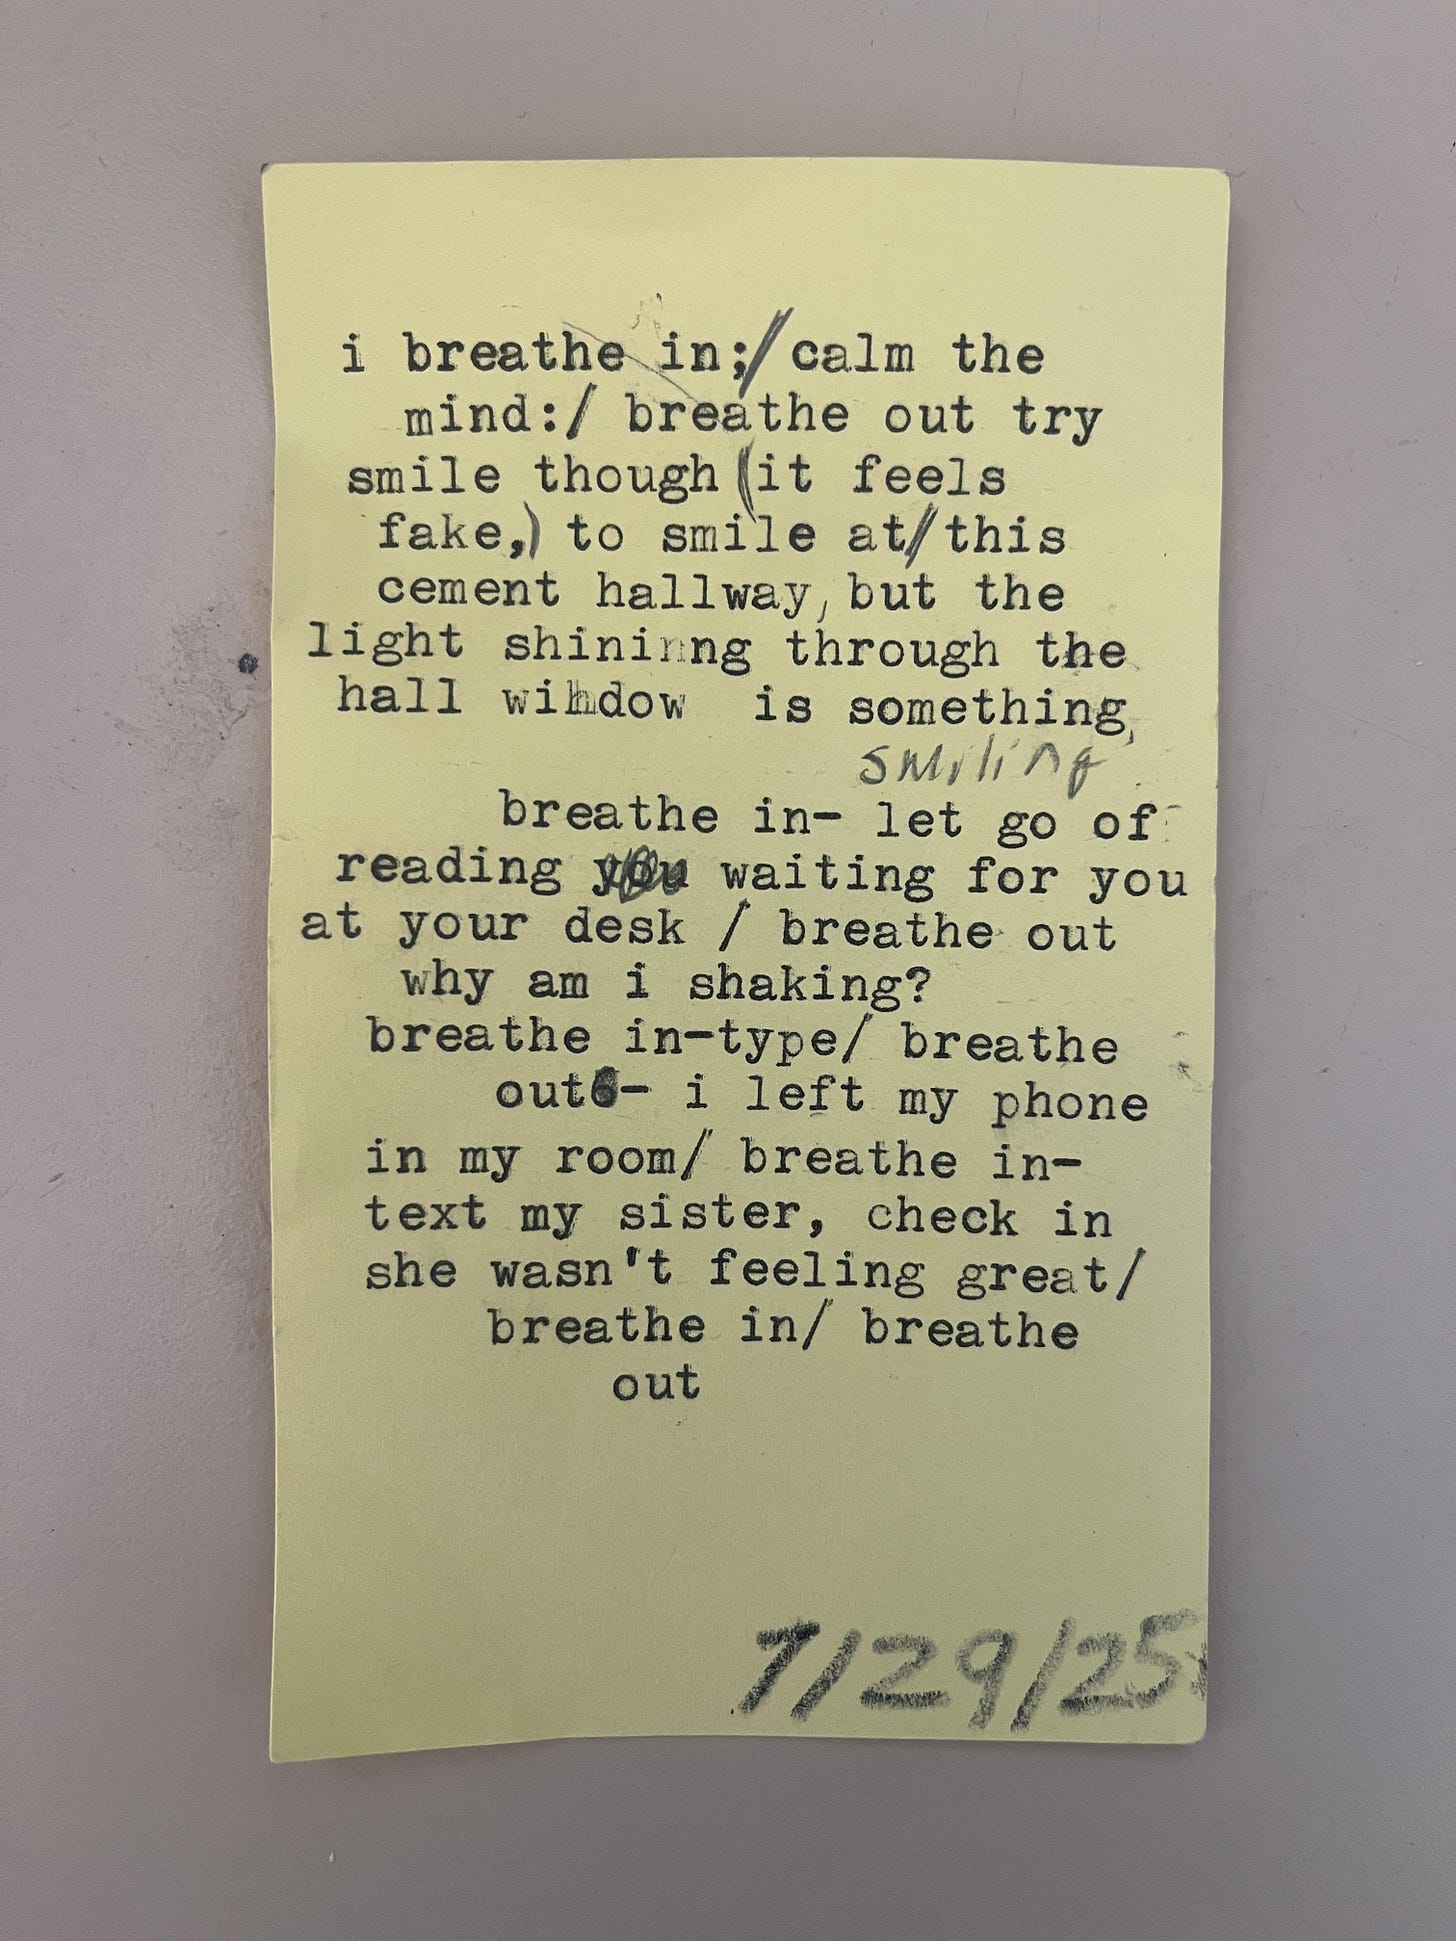 i breathe in;/ calm the
mind:/ breathe out try
smile though (it feels
fake,) to smile at/ this
cement hallway, but the
light shining through the
hall window is something,
smiling
breathe in- let go of
reading you waiting for you
at your desk / breathe out
why am i shaking?
breathe in-type/ breathe
out- i left my phone
in my room/ breathe in-
text my sister, check in
she wasn't feeling great/
breathe in/ breathe
out
7/29/25